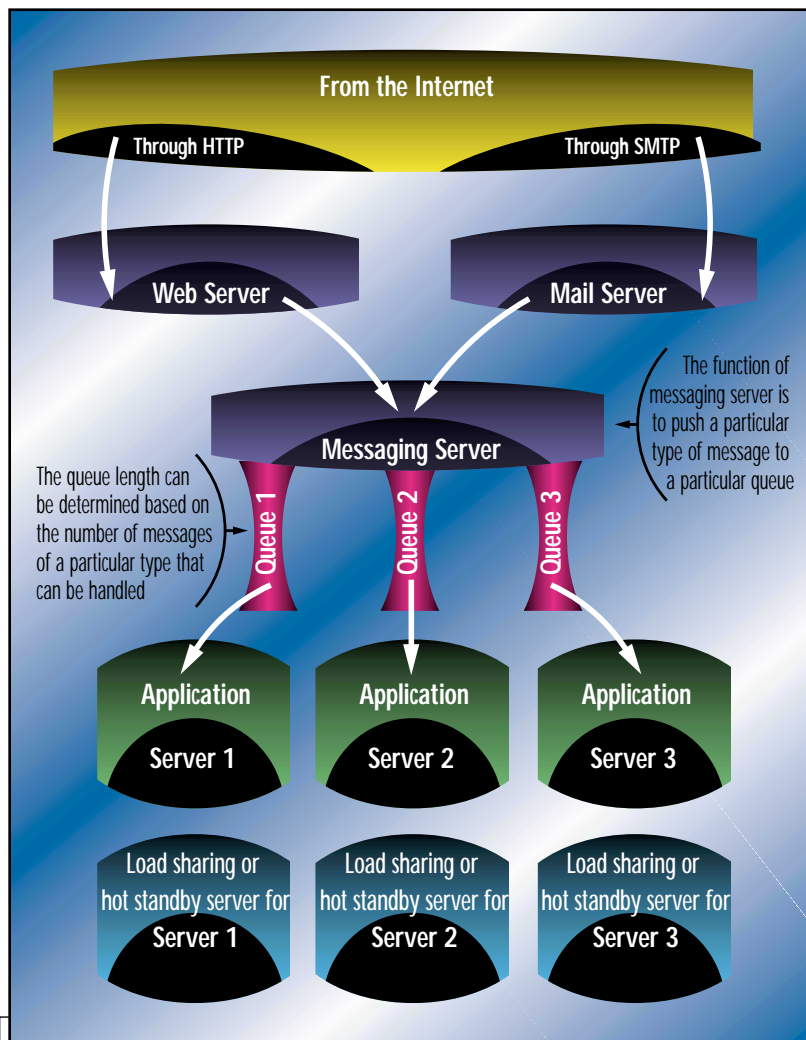 From the Internet
Through HTTP
Through SMTP
Web Server
Mail Server
The function of
messaging server is
to push a particular
type of message to
a particular queue
Messaging Server
The queue length can
be determined based on
the number of messages
of a particular type that
can be handled
Queue 1
Queue 2
Queue 3
Application
Server 1
Application
Server 2
Application
Server 3
Load sharing or
hot standby server for
Server 1
Load sharing or
hot standby server for
Server 2
Load sharing or
hot standby server for
Server 3